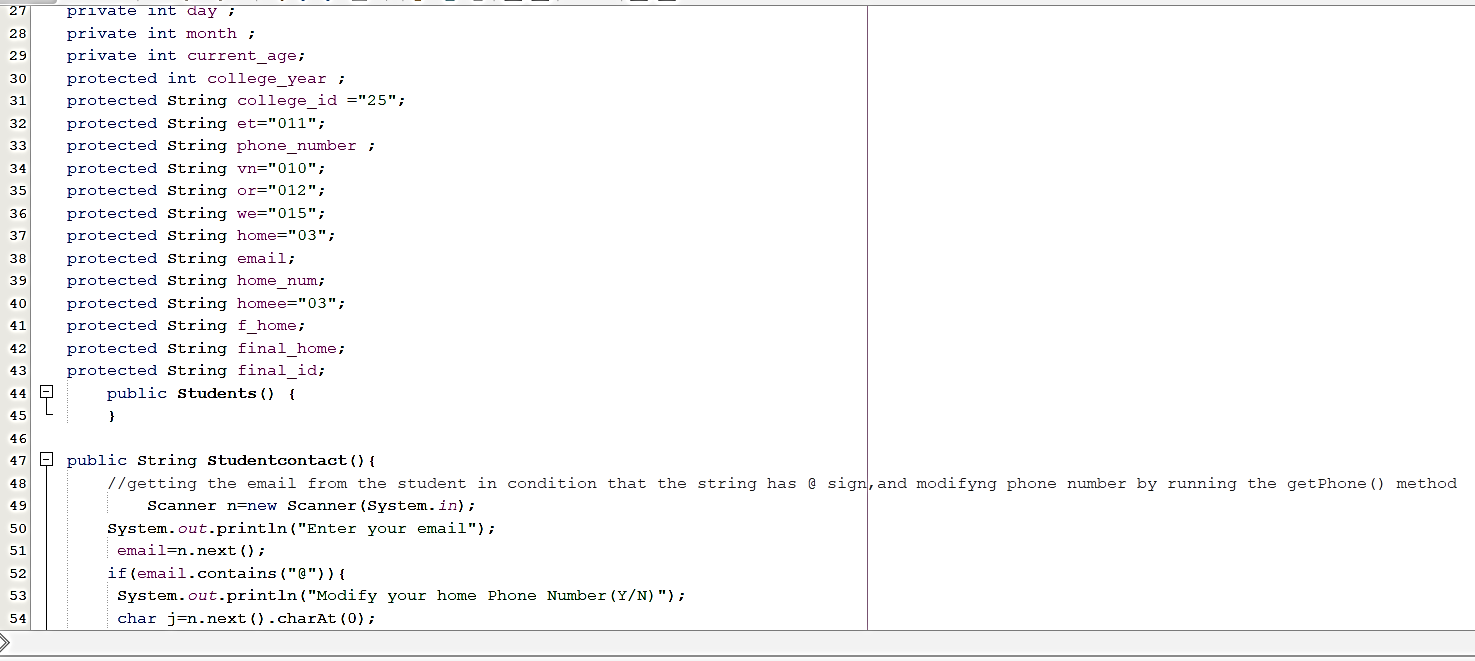 27 private int day ;
28 private int month ;
29 private int current_age;
30 protected int college_year ;
31 protected String college_id ="25";
32 protected String et="011";
33 protected String phone_number ;
34 protected String vn="010";
35 protected String or="012";
36 protected String we="015";
37 protected String home="03";
38 protected String email;
39 protected String home_num;
40 protected String homee="03";
41 protected String f_home;
42 protected String final_home;
43 protected String final_id;
44 public Students() {
45 }
46
47 public String Studentcontact(){
48 //getting the email from the student in condition that the string has @ sign,and modifyng phone number by running the getPhone() method
49 Scanner n=new Scanner(System.in);
50 System.out.println("Enter your email");
51 email=n.next();
52 if(email.contains("@")){
53 System.out.println("Modify your home Phone Number(Y/N)");
54 char j=n.next().charAt(0);